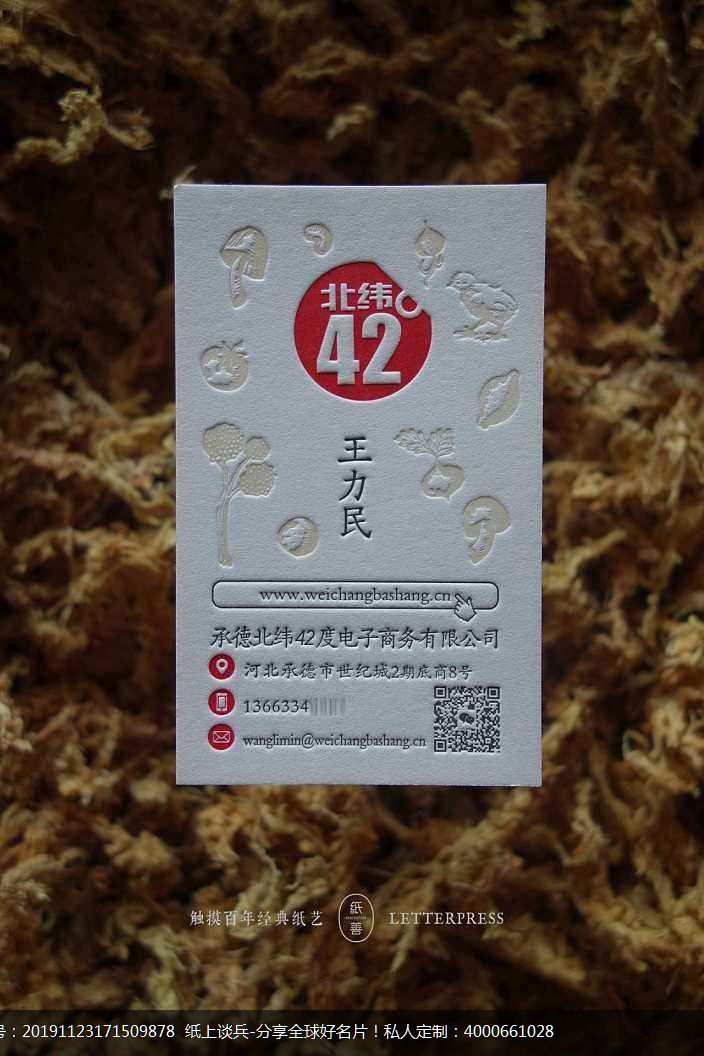 北纬
42
王力民
www.weichangbashang.cn
承德北纬42度电子商务有限公司
河北承德市世纪城2期底商8号
1366334
wanglimin@weichangbashang.cn
触摸百年经典纸艺 纸善 LETTERPRESS
号：20191123171509878 纸上谈兵-分享全球好名片！私人定制：4000661028